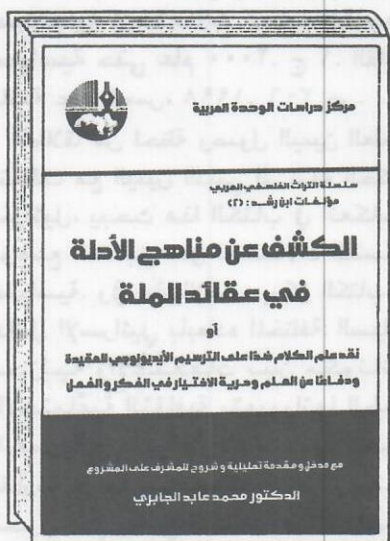 مركز دراسات الوحدة العربية
سلسلة التراث الفلسفي العربي
مؤلفات ابن رشد: (٢)
الكشف عن مناهج الأدلة
في عقائد الملة
أو
نقد علم الكلام ضدًا على الترسيم الأيديولوجي للعقيدة
ودفاعًا عن العلم وحرية الاختيار في الفكر والفعل
مع مدخل ومقدمة تحليلية وشروح للمشرف على المشروع
الدكتور محمد عابد الجابري